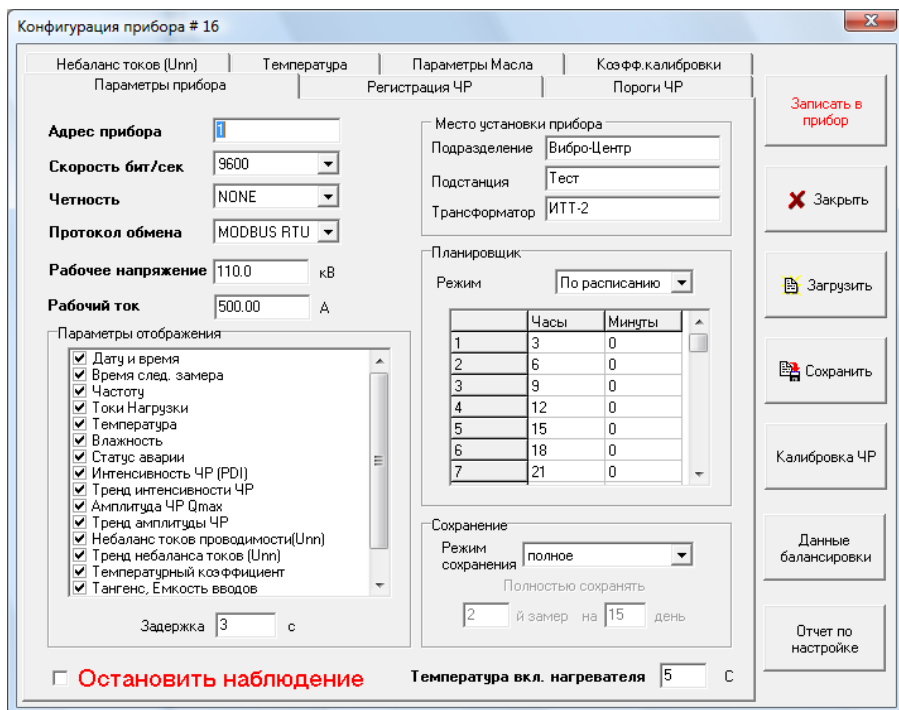 Конфигурация прибора # 16
Небаланс токов (Unn) Температура Параметры Масла Коэфф.калибровки
Параметры прибора Регистрация ЧР Пороги ЧР
Адрес прибора 1
Скорость бит/сек 9600
Четность NONE
Протокол обмена MODBUS RTU
Рабочее напряжение 110.0 кВ
Рабочий ток 500.00 А
Параметры отображения
Дату и время
Время след. замера
Частоту
Токи Нагрузки
Температура
Влажность
Статус аварии
Интенсивность ЧР (PDI)
Тренд интенсивности ЧР
Амплитуда ЧР Qmax
Тренд амплитуды ЧР
Небаланс токов проводимости(Unn)
Тренд небаланса токов (Unn)
Температурный коэффициент
Тангенс, Емкость вводов
Задержка 3 с
Остановить наблюдение
Место установки прибора
Подразделение Вибро-Центр
Подстанция Тест
Трансформатор ИТТ-2
Планировщик
Режим По расписанию
Часы Минуты
1 3 0
2 6 0
3 9 0
4 12 0
5 15 0
6 18 0
7 21 0
Сохранение
Режим
сохранения полное
Полностью сохранять
2 й замер на 15 день
Температура вкл. нагревателя 5 С
Записать в
прибор
Закрыть
Загрузить
Сохранить
Калибровка ЧР
Данные
балансировки
Отчет по
настройке